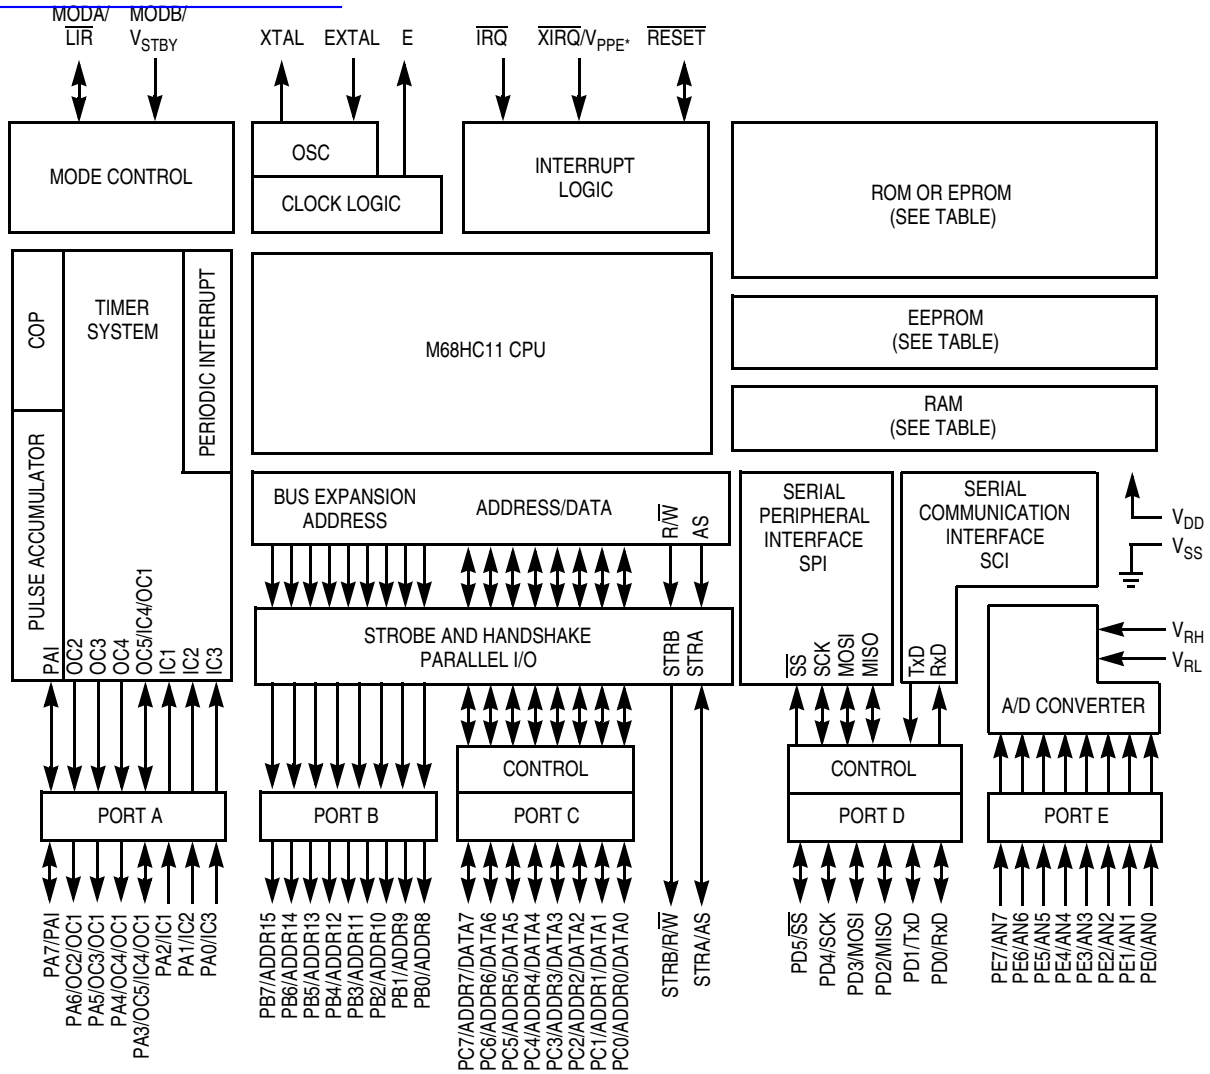 MODA/
LIR
MODB/
VSTBY
XTAL
EXTAL
E
IRQ
XIRQ/VPPE*
RESET
MODE CONTROL
OSC
CLOCK LOGIC
INTERRUPT
LOGIC
ROM OR EPROM
(SEE TABLE)
COP
TIMER
SYSTEM
PERIODIC INTERRUPT
M68HC11 CPU
EEPROM
(SEE TABLE)
RAM
(SEE TABLE)
PULSE ACCUMULATOR
BUS EXPANSION
ADDRESS
ADDRESS/DATA
R/W
AS
SERIAL
PERIPHERAL
INTERFACE
SPI
SERIAL
COMMUNICATION
INTERFACE
SCI
VDD
VSS
PAI
OC2
OC3
OC4
OC5/IC4/OC1
IC1
IC2
IC3
STROBE AND HANDSHAKE
PARALLEL I/O
STRB
STRA
SS
SCK
MOSI
MISO
TxD
RxD
VRH
VRL
A/D CONVERTER
CONTROL
CONTROL
PORT A
PORT B
PORT C
PORT D
PORT E
PA7/PAI
PA6/OC2/OC1
PA5/OC3/OC1
PA4/OC4/OC1
PA3/OC5/IC4/OC1
PA2/IC1
PA1/IC2
PA0/IC3
PB7/ADDR15
PB6/ADDR14
PB5/ADDR13
PB4/ADDR12
PB3/ADDR11
PB2/ADDR10
PB1/ADDR9
PB0/ADDR8
PC7/ADDR7/DATA7
PC6/ADDR6/DATA6
PC5/ADDR5/DATA5
PC4/ADDR4/DATA4
PC3/ADDR3/DATA3
PC2/ADDR2/DATA2
PC1/ADDR1/DATA1
PC0/ADDR0/DATA0
STRB/R/W
STRA/AS
PD5/SS
PD4/SCK
PD3/MOSI
PD2/MISO
PD1/TxD
PD0/RxD
PE7/AN7
PE6/AN6
PE5/AN5
PE4/AN4
PE3/AN3
PE2/AN2
PE1/AN1
PE0/AN0